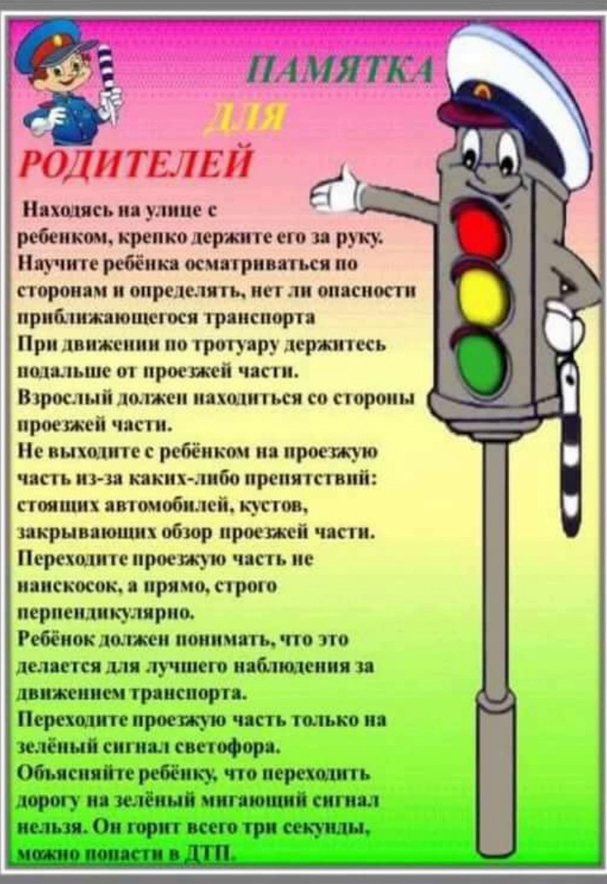 ПАМЯТКА
ДЛЯ
РОДИТЕЛЕЙ
Находясь на улице с
ребенком, крепко держите его за руку.
Научите ребёнка осматриваться по
сторонам и определять, нет ли опасности
приближающегося транспорта
При движении по тротуару держитесь
подальше от проезжей части.
Взрослый должен находиться со стороны
проезжей части.
Не выходите с ребёнком на проезжую
часть из-за каких-либо препятствий:
стоящих автомобилей, кустов,
закрывающих обзор проезжей части.
Переходите проезжую часть не
наискосок, а прямо, строго
перпендикулярно.
Ребёнок должен понимать, что это
делается для лучшего наблюдения за
движением транспорта.
Переходите проезжую часть только на
зелёный сигнал светофора.
Объясняйте ребёнку, что переходить
дорогу на зелёный мигающий сигнал
нельзя. Он горит всего три секунды,
можно попасти в ДТП.